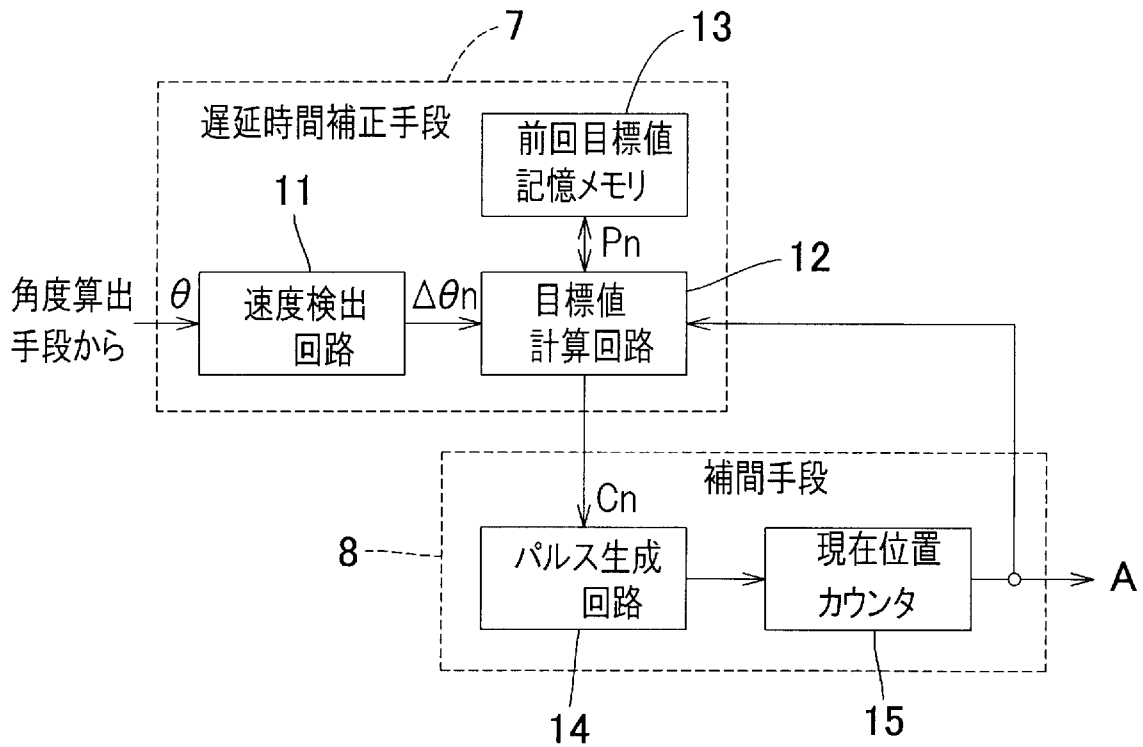 7
13
遅延時間補正手段
前回目標値
記憶メモリ
11
Pn
12
角度算出
手段から
θ
速度検出
回路
Δθn
目標値
計算回路
補間手段
Cn
8
パルス生成
回路
現在位置
カウンタ
A
14
15